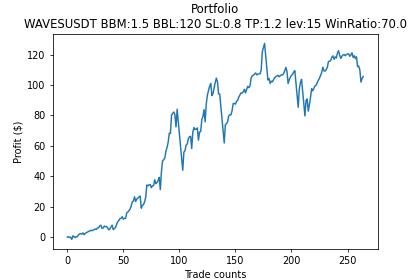 Portfolio
WAVESUSDT BBM:1.5 BBL:120 SL:0.8 TP:1.2 lev:15 WinRatio:70.0
120
100
80
60
40
20
0
Profit ($)
0 50 100 150 200 250
Trade counts